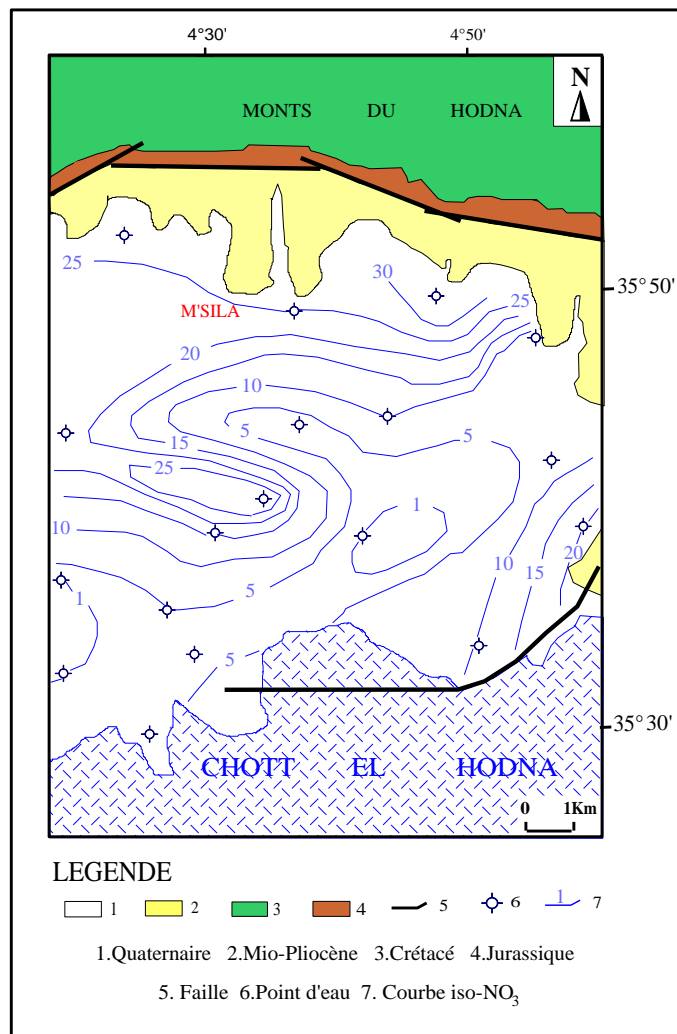 4°30' 4°50'
N
MONTS DU HODNA
25 30 25
35°50'
M'SILA
20
10
5 5
15
25
1
10 20
10 15
5
1
5
35°30'
CHOTT EL HODNA
0 1Km
LEGENDE
1 2 3 4 5 6 1 7
1.Quaternaire 2.Mio-Pliocène 3.Crétacé 4.Jurassique
5. Faille 6.Point d'eau 7. Courbe iso-NO3